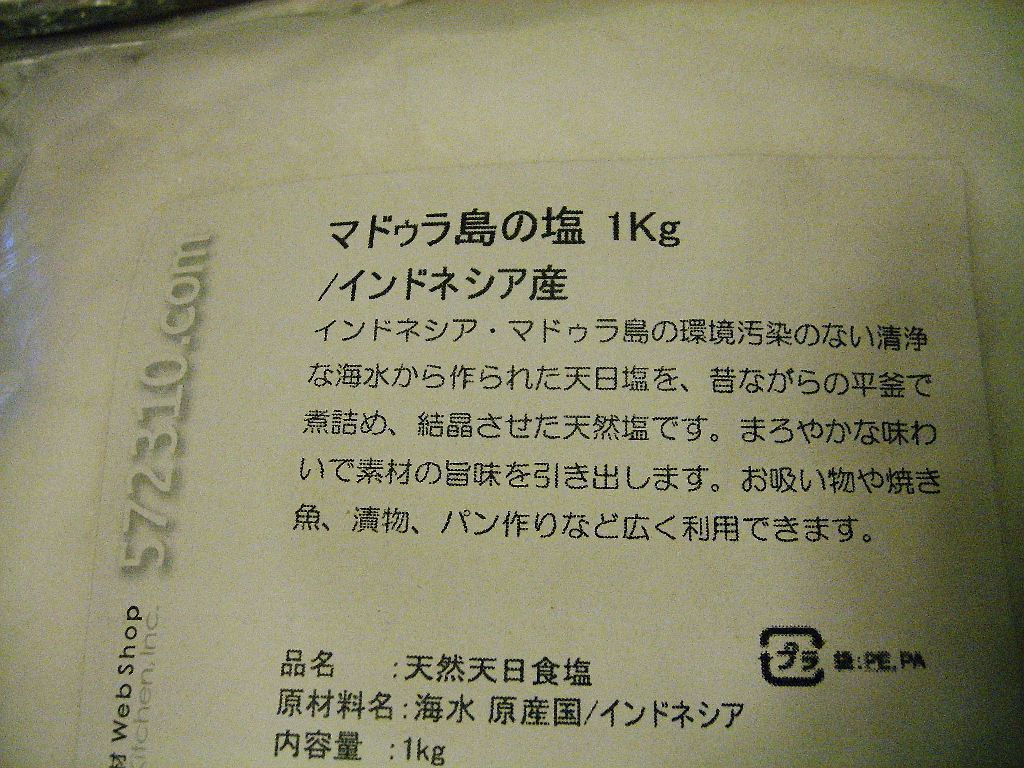 マドゥラ島の塩 1Kg
/インドネシア産
インドネシア・マドゥラ島の環境汚染のない清浄
な海水から作られた天日塩を、昔ながらの平釜で
煮詰め、結晶させた天然塩です。まろやかな味わ
いで素材の旨味を引き出します。お吸い物や焼き
魚、漬物、パン作りなど広く利用できます。
品名 :天然天日食塩
原材料名:海水 原産国/インドネシア
内容量 :1kg
プラ 袋:PE,PA
5772310.com
材 WebShop
kitchen.inc.